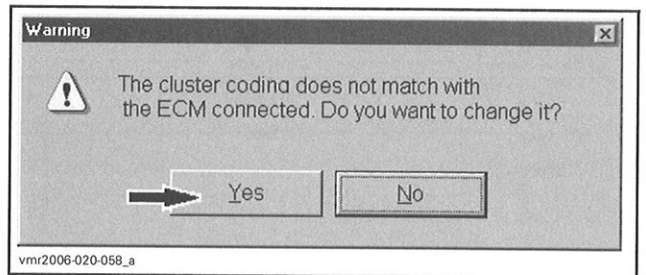 Warning
The cluster coding does not match with
the ECM connected. Do you want to change it?
Yes
No
vmr2006-020-058_a